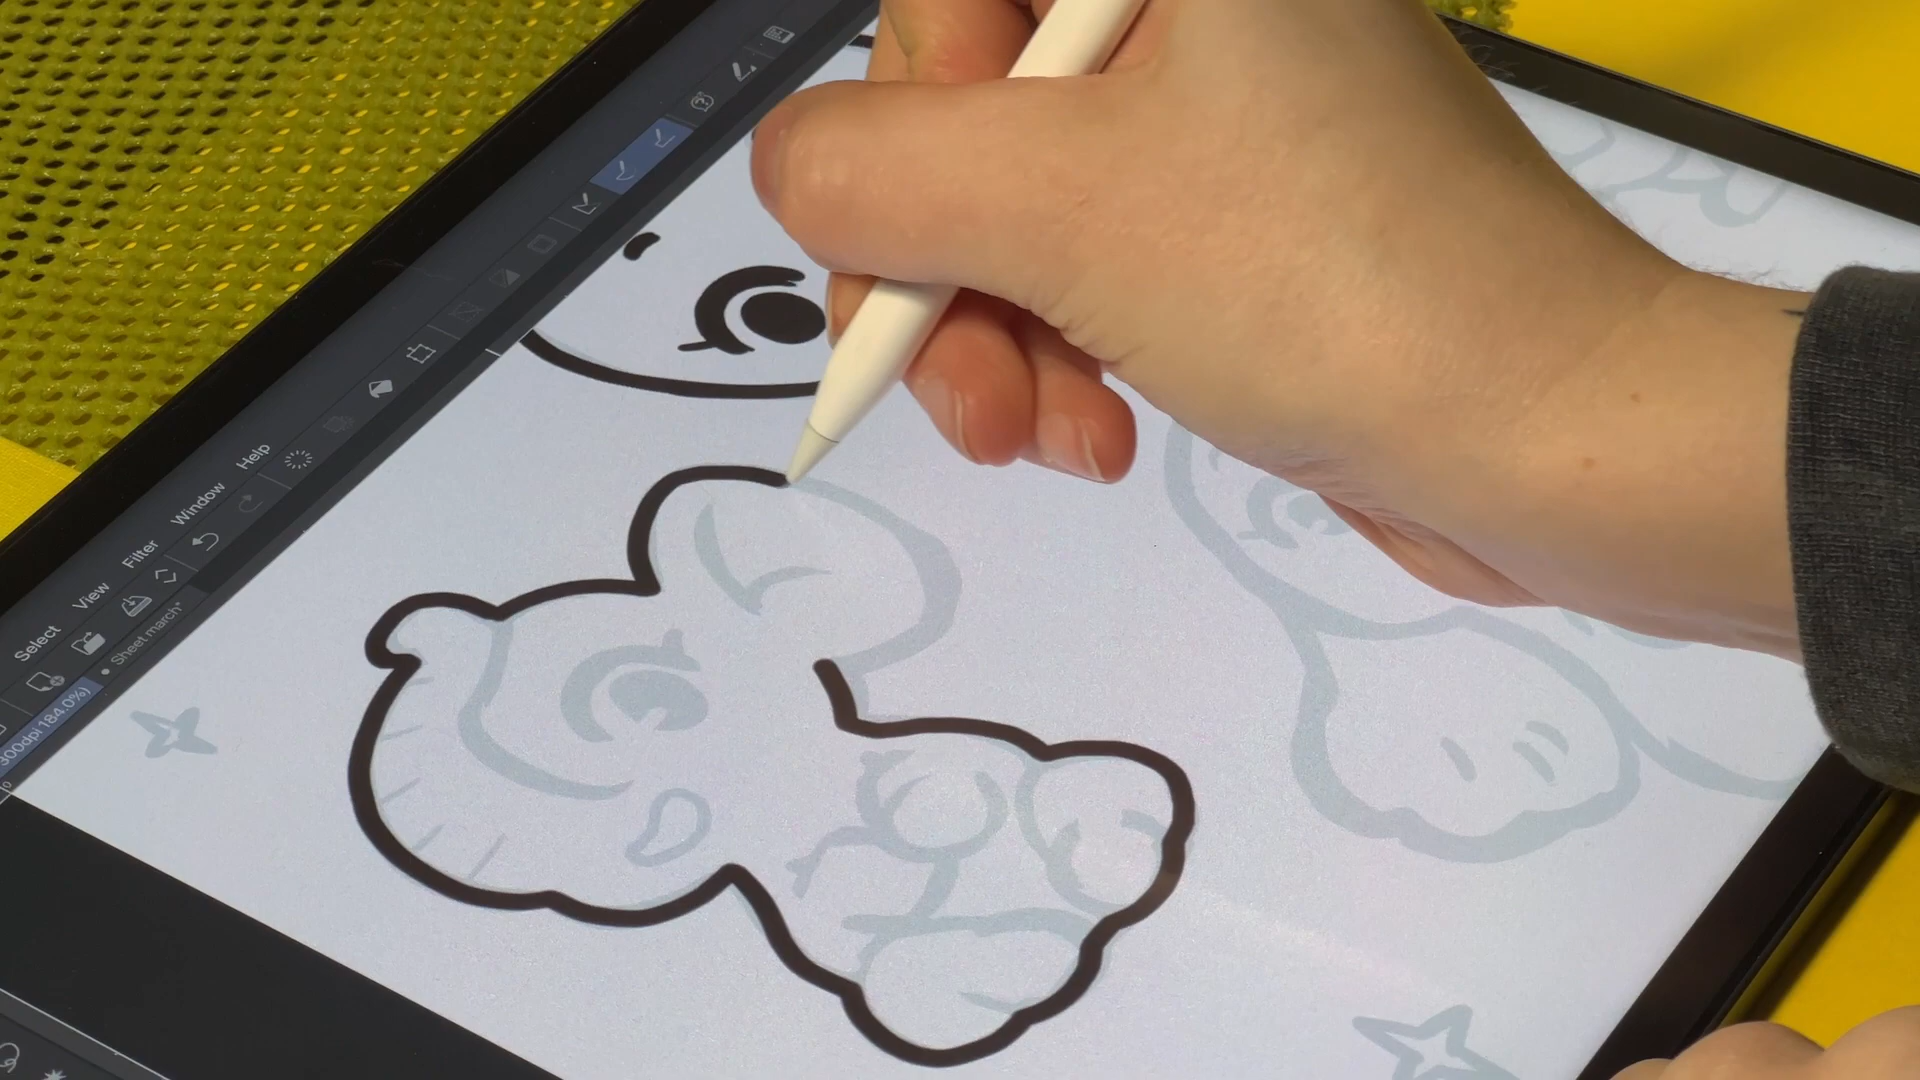 Select
View
Filter
Window
Help
Sheet march*
300dpi 184.0%)